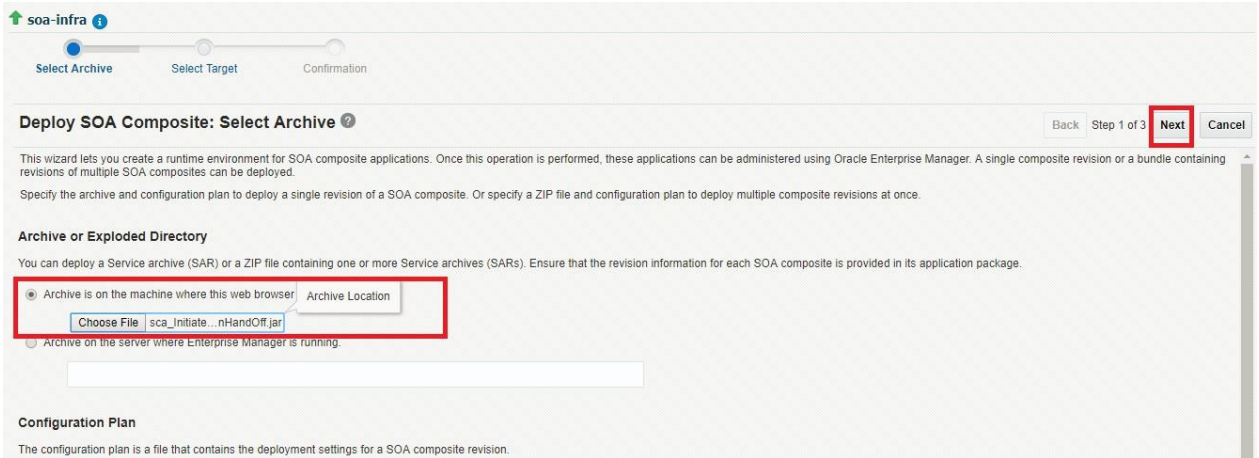 soa-infra
Select Archive Select Target Confirmation
Deploy SOA Composite: Select Archive
Back Step 1 of 3 Next Cancel
This wizard lets you create a runtime environment for SOA composite applications. Once this operation is performed, these applications can be administered using Oracle Enterprise Manager. A single composite revision or a bundle containing
revisions of multiple SOA composites can be deployed.
Specify the archive and configuration plan to deploy a single revision of a SOA composite. Or specify a ZIP file and configuration plan to deploy multiple composite revisions at once.
Archive or Exploded Directory
You can deploy a Service archive (SAR) or a ZIP file containing one or more Service archives (SARs). Ensure that the revision information for each SOA composite is provided in its application package.
Archive is on the machine where this web browser
Archive Location
Choose File sca_Initiate...nHandOff.jar
Archive on the server where Enterprise Manager is running.
Configuration Plan
The configuration plan is a file that contains the deployment settings for a SOA composite revision.